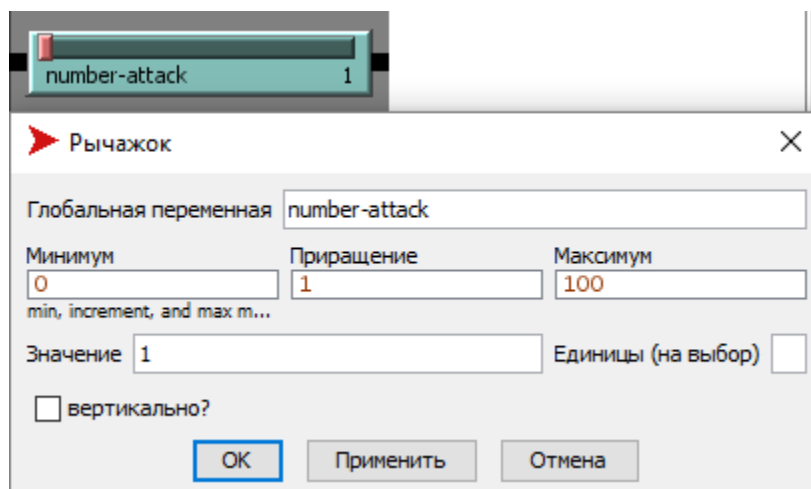 number-attack 1
Рычажок
Глобальная переменная number-attack
Минимум Приращение Максимум
0 1 100
min, increment, and max m...
Значение 1 Единицы (на выбор)
вертикально?
OK Применить Отмена